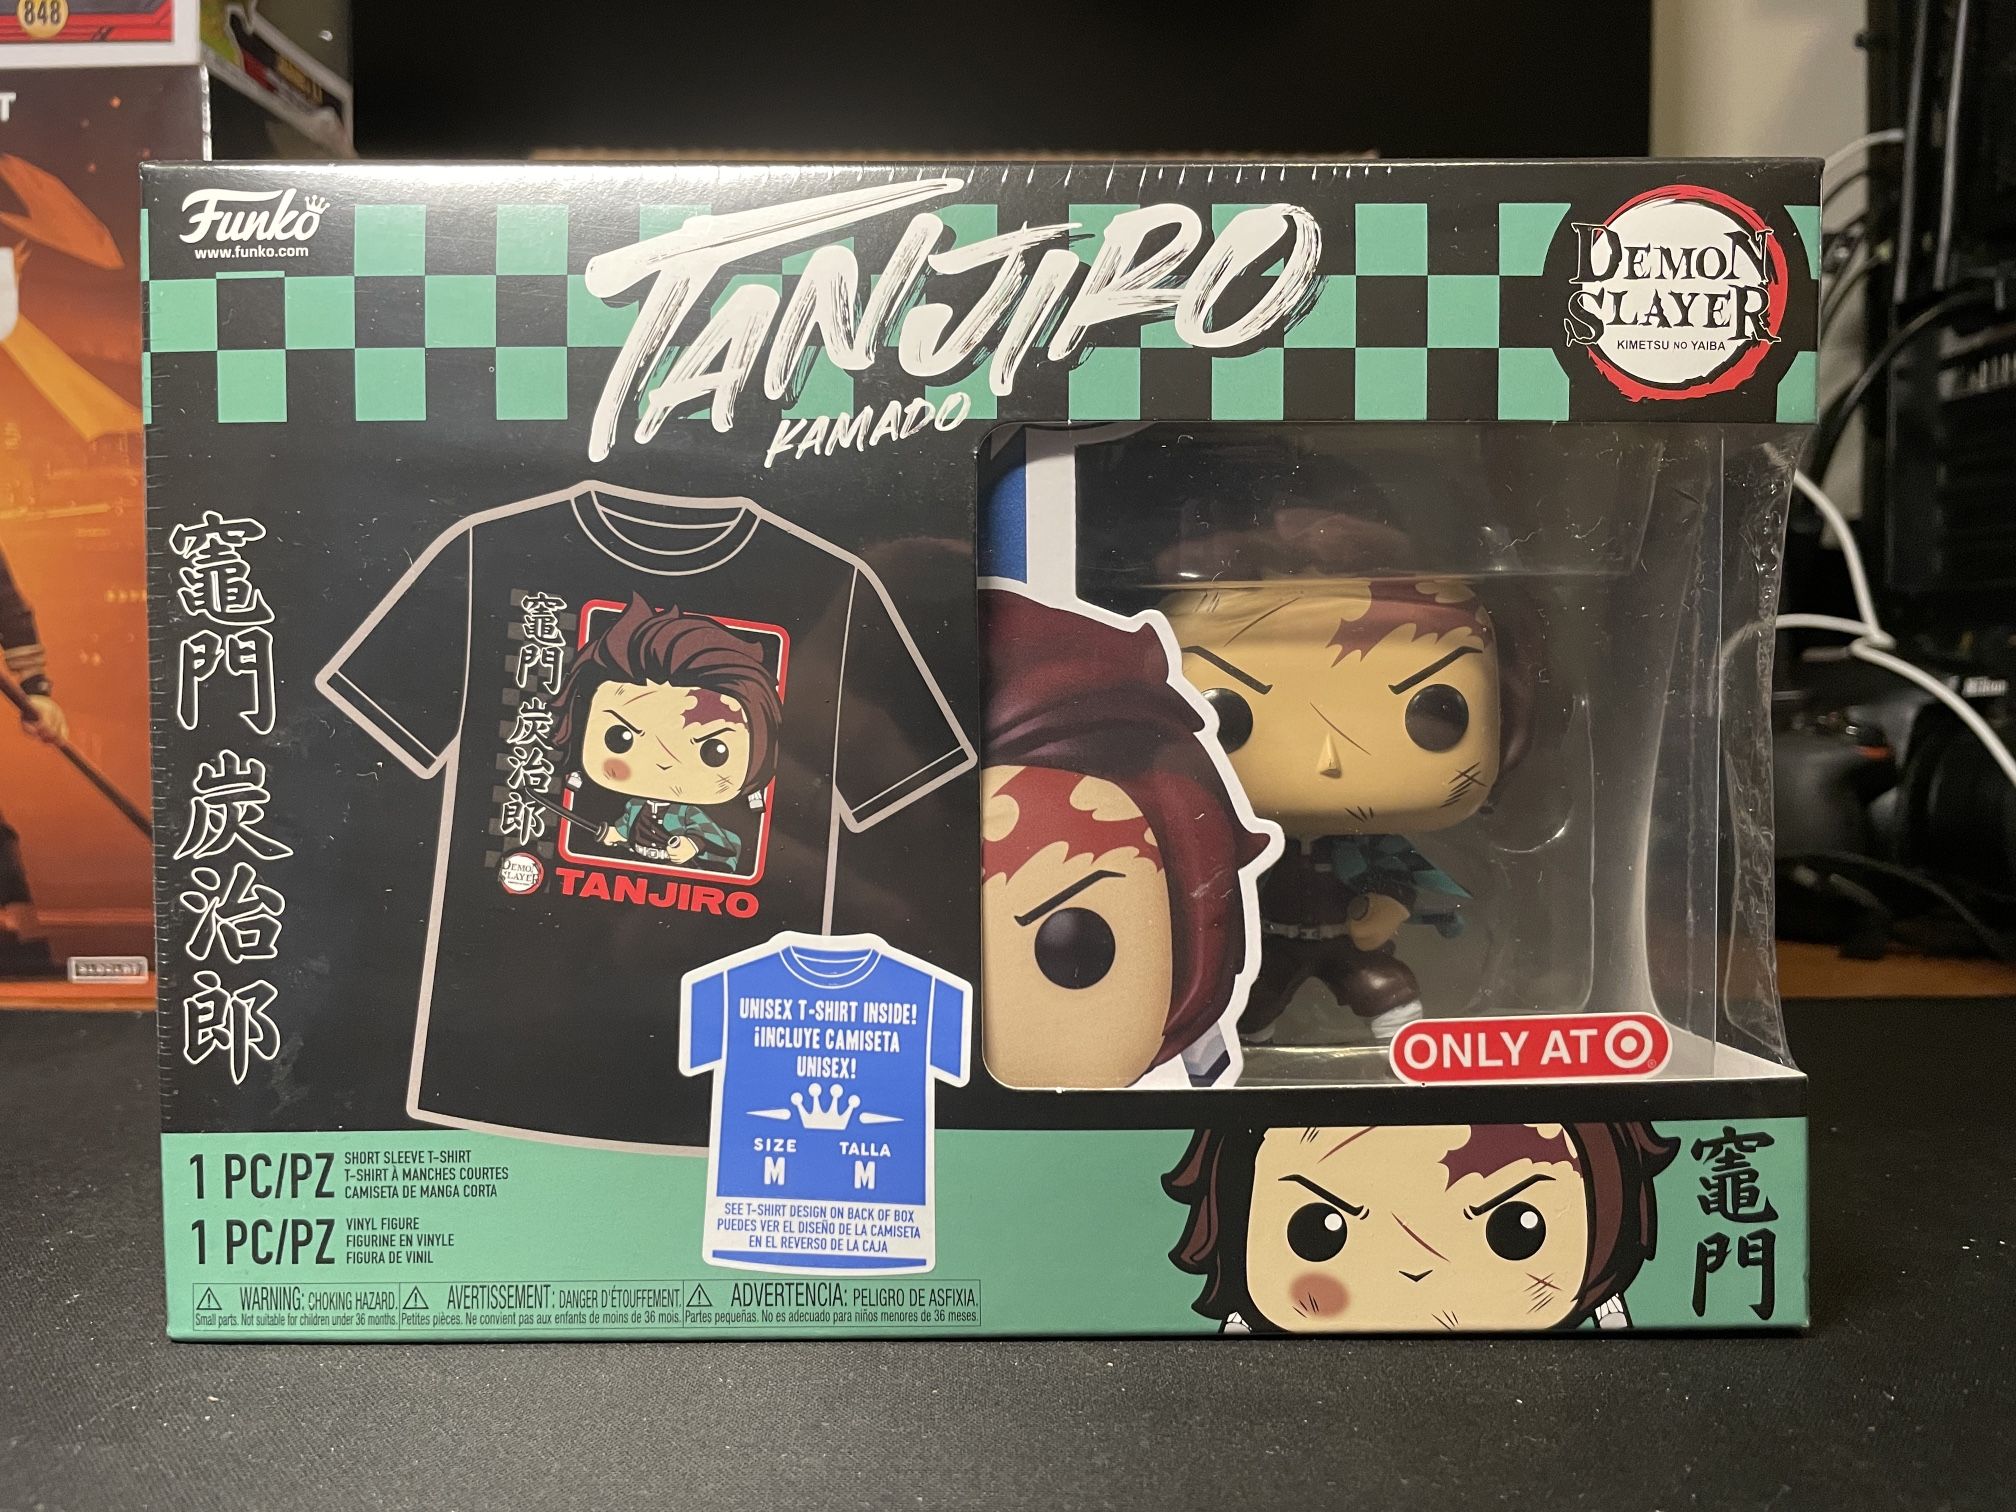 848
T
Funko
www.funko.com
TANJIRO
KAMADO
DEMON
SLAYER
KIMETSU NO YAIBA
竈門 炭治郎
竈門 炭治郎
DEMON
SLAYER
TANJIRO
UNISEX T-SHIRT INSIDE!
¡INCLUYE CAMISETA
UNISEX!
SIZE
M
TALLA
M
SEE T-SHIRT DESIGN ON BACK OF BOX
PUEDES VER EL DISEÑO DE LA CAMISETA
EN EL REVERSO DE LA CAJA
ONLY AT
1 PC/PZ
SHORT SLEEVE T-SHIRT
T-SHIRT À MANCHES COURTES
CAMISETA DE MANGA CORTA
1 PC/PZ
VINYL FIGURE
FIGURINE EN VINYLE
FIGURA DE VINIL
WARNING: CHOKING HAZARD.
Small parts. Not suitable for children under 36 months.
AVERTISSEMENT: DANGER D'ÉTOUFFEMENT.
Petites pièces. Ne convient pas aux enfants de moins de 36 mois.
ADVERTENCIA: PELIGRO DE ASFIXIA.
Partes pequeñas. No es adecuado para niños menores de 36 meses.
竈門
Nikon